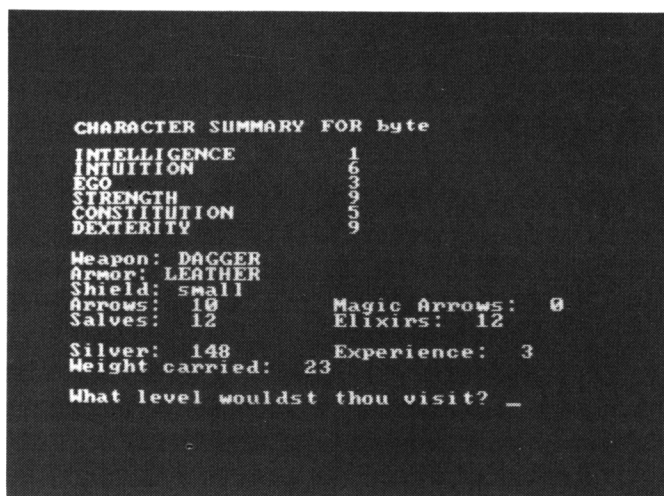 CHARACTER SUMMARY FOR byte
INTELLIGENCE 1
INTUITION 6
EGO 3
STRENGTH 9
CONSTITUTION 5
DEXTERITY 9
Weapon: DAGGER
Armor: LEATHER
Shield: small
Arrows: 10 Magic Arrows: 0
Salves: 12 Elixirs: 12
Silver: 148 Experience: 3
Weight carried: 23
What level wouldst thou visit? _